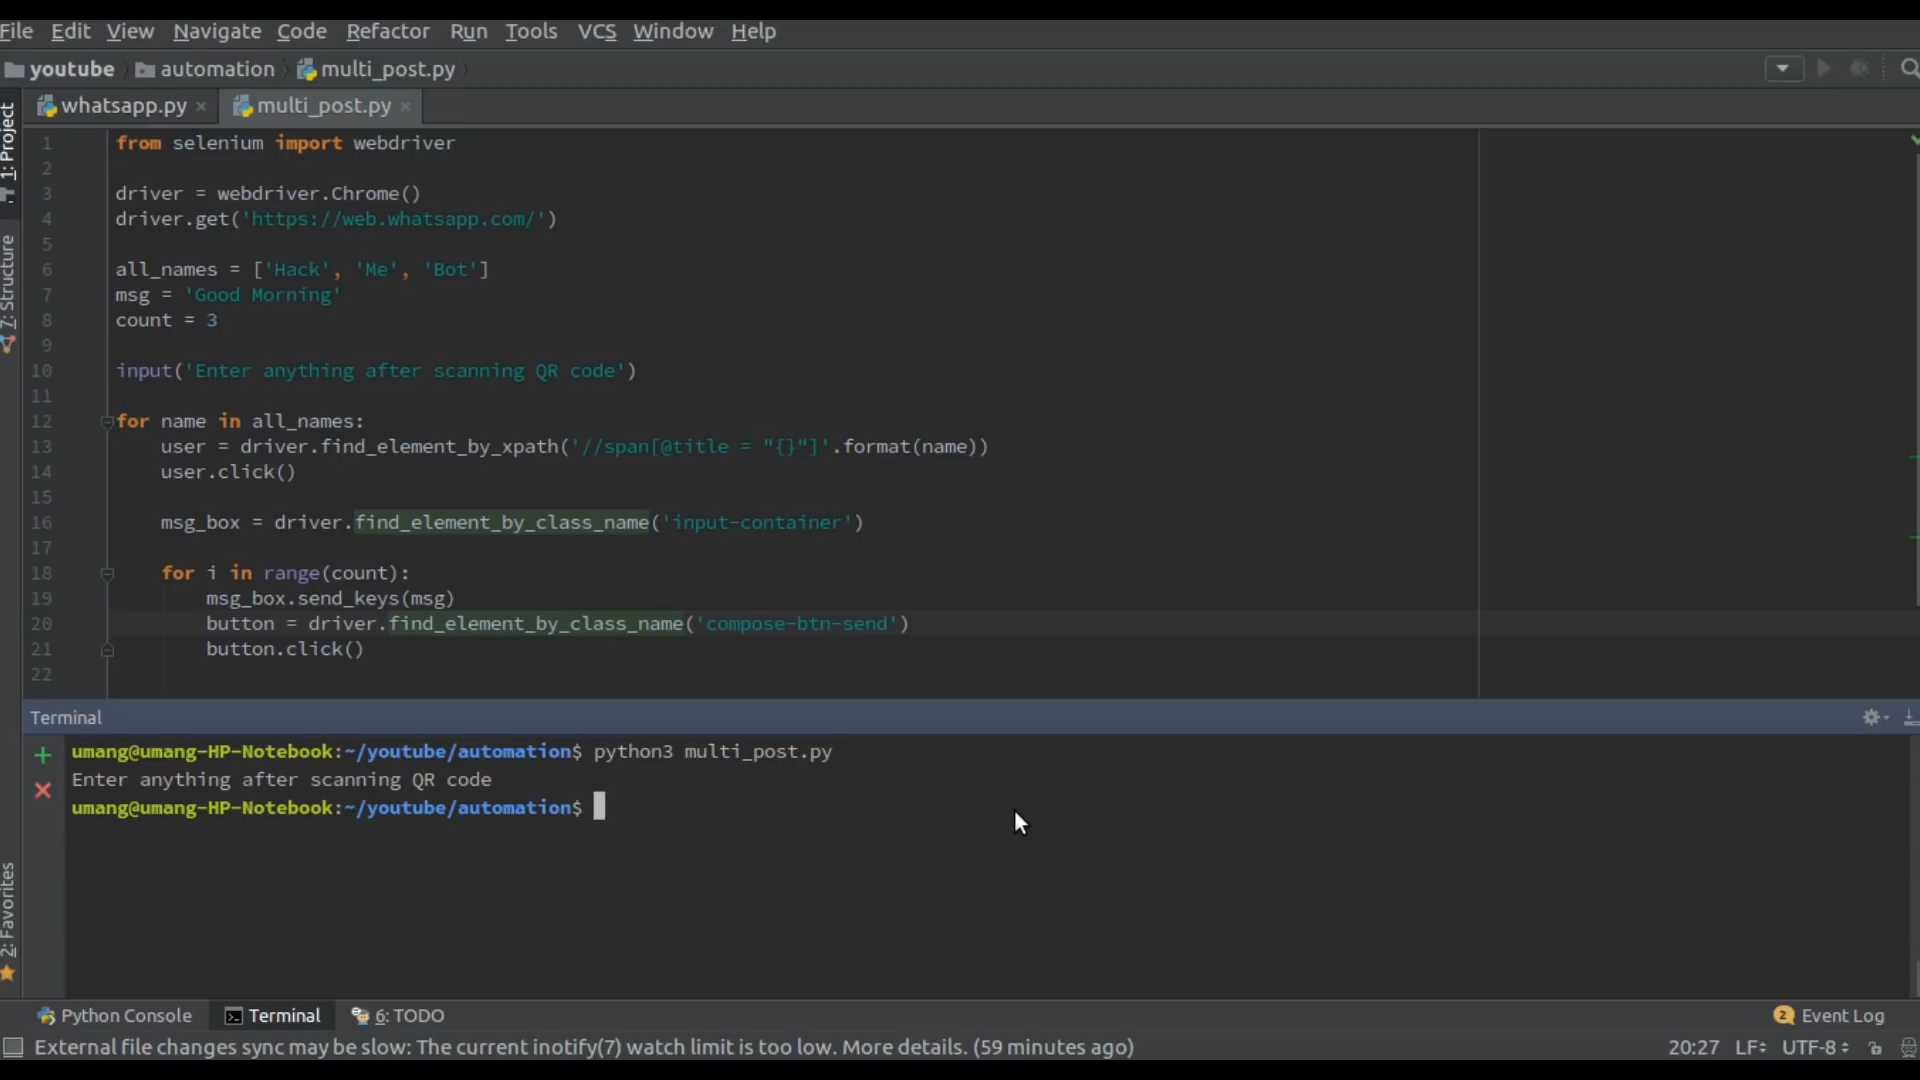 File Edit View Navigate Code Refactor Run Tools VCS Window Help
youtube automation multi_post.py
whatsapp.py multi_post.py
1: Project
7: Structure
2: Favorites
1 from selenium import webdriver
2
3 driver = webdriver.Chrome()
4 driver.get('https://web.whatsapp.com/')
5
6 all_names = ['Hack', 'Me', 'Bot']
7 msg = 'Good Morning'
8 count = 3
9
10 input('Enter anything after scanning QR code')
11
12 for name in all_names:
13 user = driver.find_element_by_xpath('//span[@title = "{}"]'.format(name))
14 user.click()
15
16 msg_box = driver.find_element_by_class_name('input-container')
17
18 for i in range(count):
19 msg_box.send_keys(msg)
20 button = driver.find_element_by_class_name('compose-btn-send')
21 button.click()
22
Terminal
umang@umang-HP-Notebook:~/youtube/automation$ python3 multi_post.py
Enter anything after scanning QR code
umang@umang-HP-Notebook:~/youtube/automation$
Python Console Terminal 6: TODO 2 Event Log
External file changes sync may be slow: The current inotify(7) watch limit is too low. More details. (59 minutes ago) 20:27 LF UTF-8